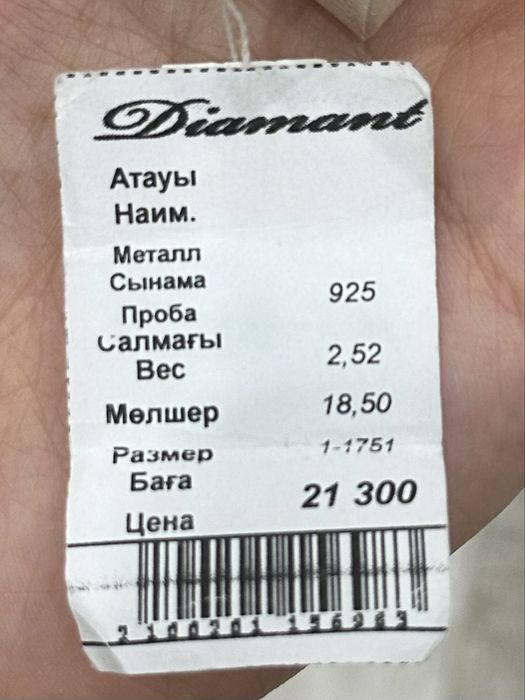 Diamant
Атауы
Наим.
Металл
Сынама
925
Проба
Салмағы
Вес
2,52
Мөлшер
18,50
Размер
1-1751
Баға
21 300
Цена